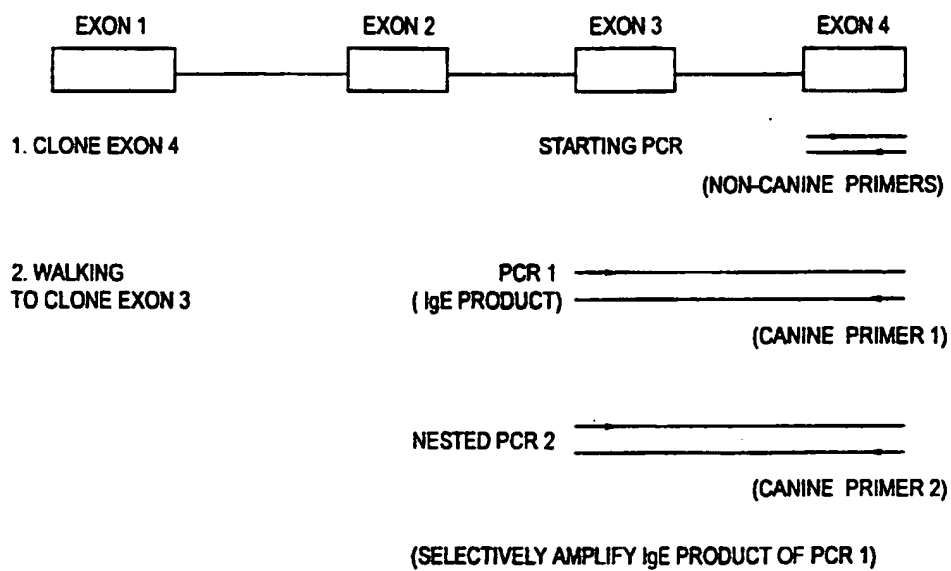 EXON 1 EXON 2 EXON 3 EXON 4
1. CLONE EXON 4 STARTING PCR
(NON-CANINE PRIMERS)
2. WALKING
TO CLONE EXON 3
PCR 1
( IgE PRODUCT)
(CANINE PRIMER 1)
NESTED PCR 2
(CANINE PRIMER 2)
(SELECTIVELY AMPLIFY IgE PRODUCT OF PCR 1)